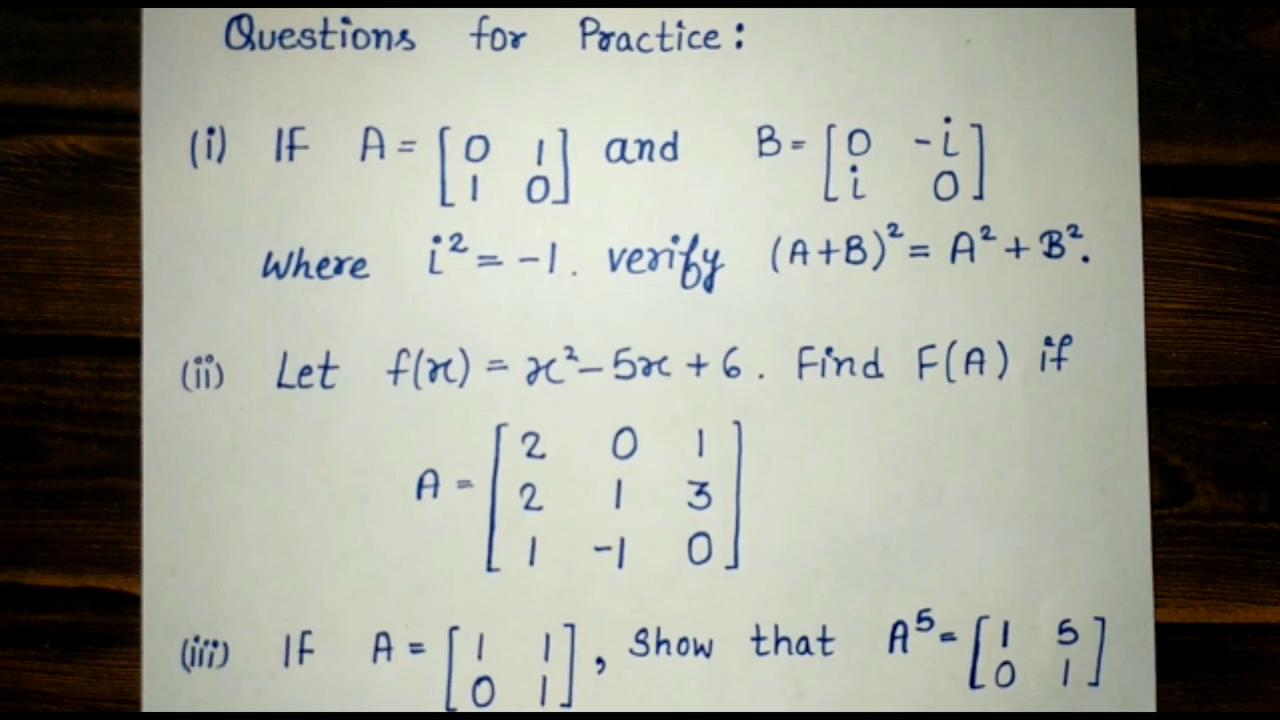 Questions for Practice:
(i) IF A = [0 1] and B = [0 -i]
[1 0] [i 0]
Where i² = -1. verify (A+B)² = A² + B².
(ii) Let f(x) = x² - 5x + 6. Find F(A) if
A = [2 0 1]
[2 1 3]
[1 -1 0]
(iii) IF A = [1 1], Show that A⁵ = [1 5]
[0 1] [0 1]